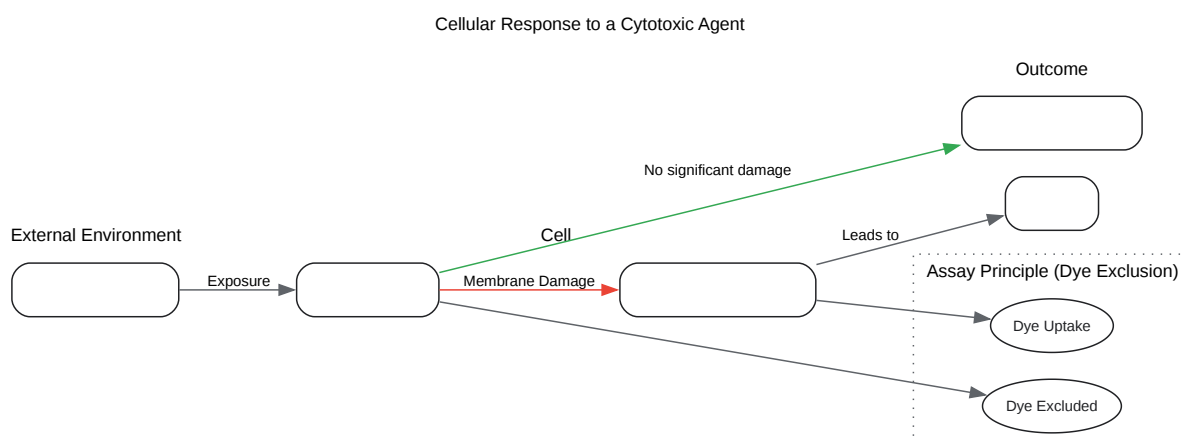 Cellular Response to a Cytotoxic Agent
Outcome
No significant damage
External Environment
Cell
Leads to
Exposure
Membrane Damage
Assay Principle (Dye Exclusion)
Dye Uptake
Dye Excluded